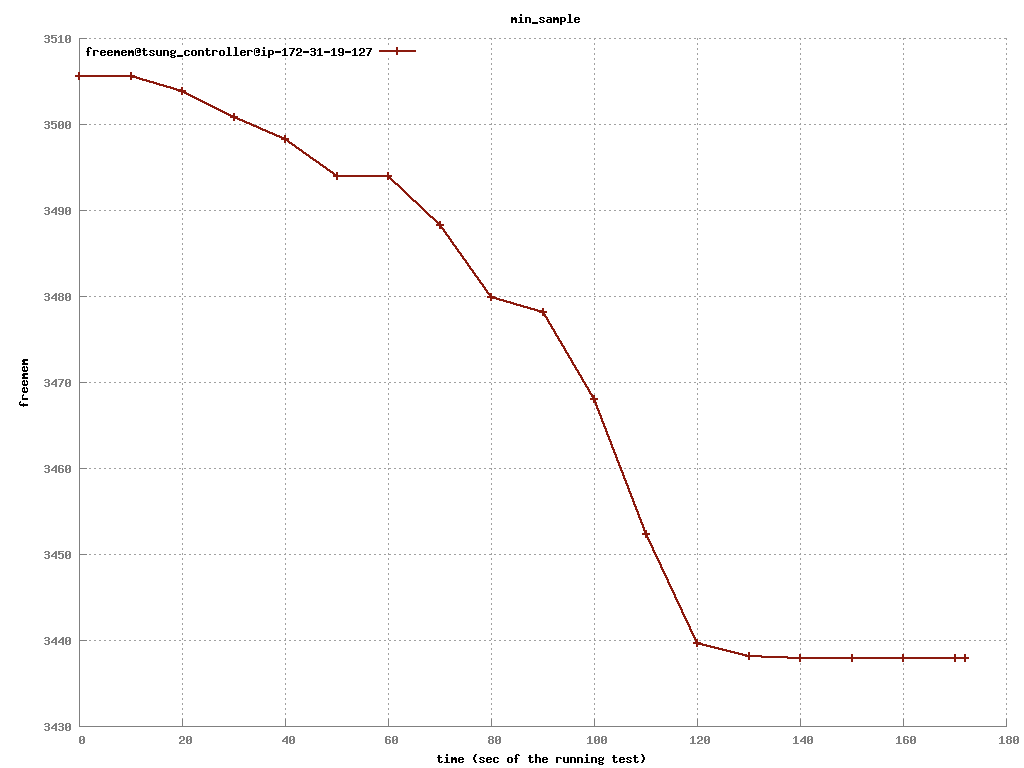 min_sample
freemem@tsung_controller@ip-172-31-19-127
3510
3500
3490
3480
3470
3460
3450
3440
3430
freemem
0 20 40 60 80 100 120 140 160 180
time (sec of the running test)